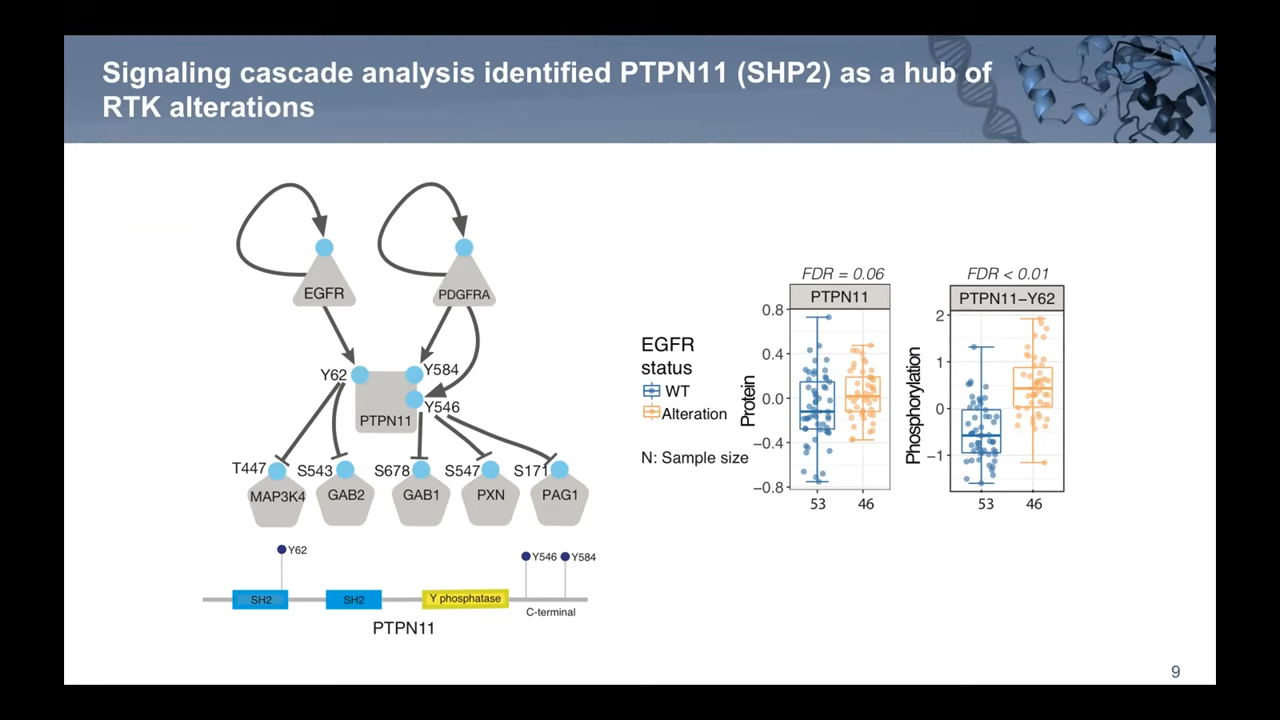 Signaling cascade analysis identified PTPN11 (SHP2) as a hub of
RTK alterations
EGFR
PDGFRA
Y62
Y584
Y546
PTPN11
T447
S543
S678
S547
S171
MAP3K4
GAB2
GAB1
PXN
PAG1
Y62
Y546
Y584
SH2
SH2
Y phosphatase
C-terminal
PTPN11
EGFR
status
WT
Alteration
N: Sample size
FDR = 0.06
PTPN11
Protein
0.8
0.4
0.0
−0.4
−0.8
53
46
FDR < 0.01
PTPN11−Y62
Phosphorylation
2
1
0
−1
53
46
9